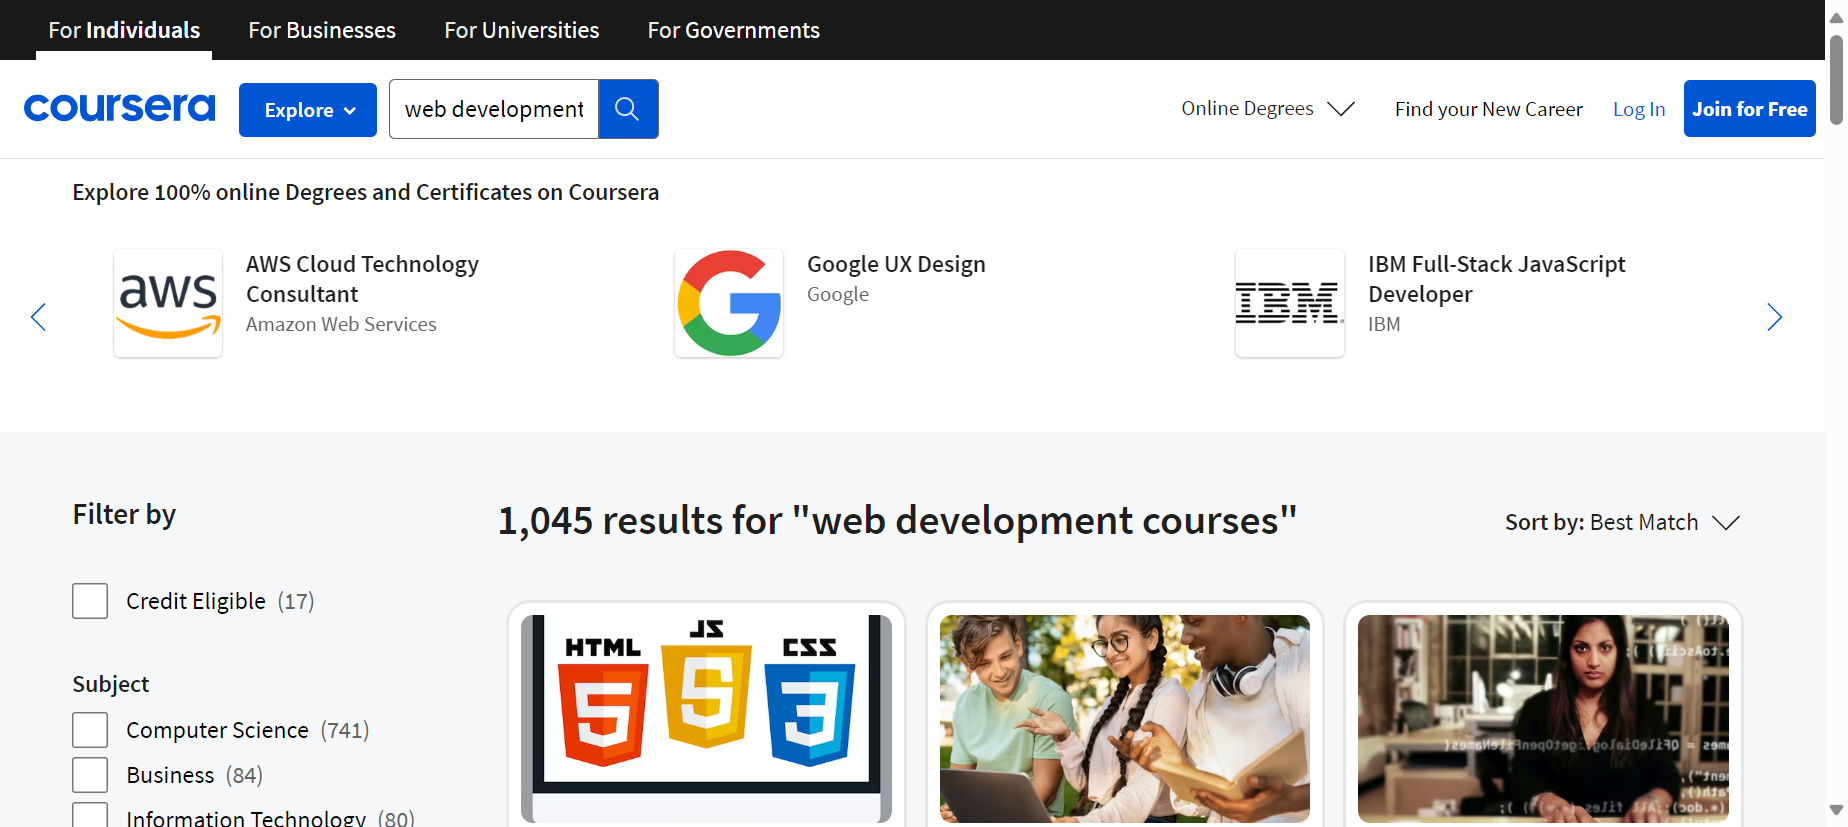 For Individuals For Businesses For Universities For Governments
coursera Explore web development Online Degrees Find your New Career Log In Join for Free
Explore 100% online Degrees and Certificates on Coursera
aws
AWS Cloud Technology
Consultant
Amazon Web Services
Google UX Design
Google
IBM
IBM Full-Stack JavaScript
Developer
IBM
Filter by
1,045 results for "web development courses"
Sort by: Best Match
Credit Eligible (17)
Subject
Computer Science (741)
Business (84)
Information Technology (80)
HTML JS CSS
5 5 3